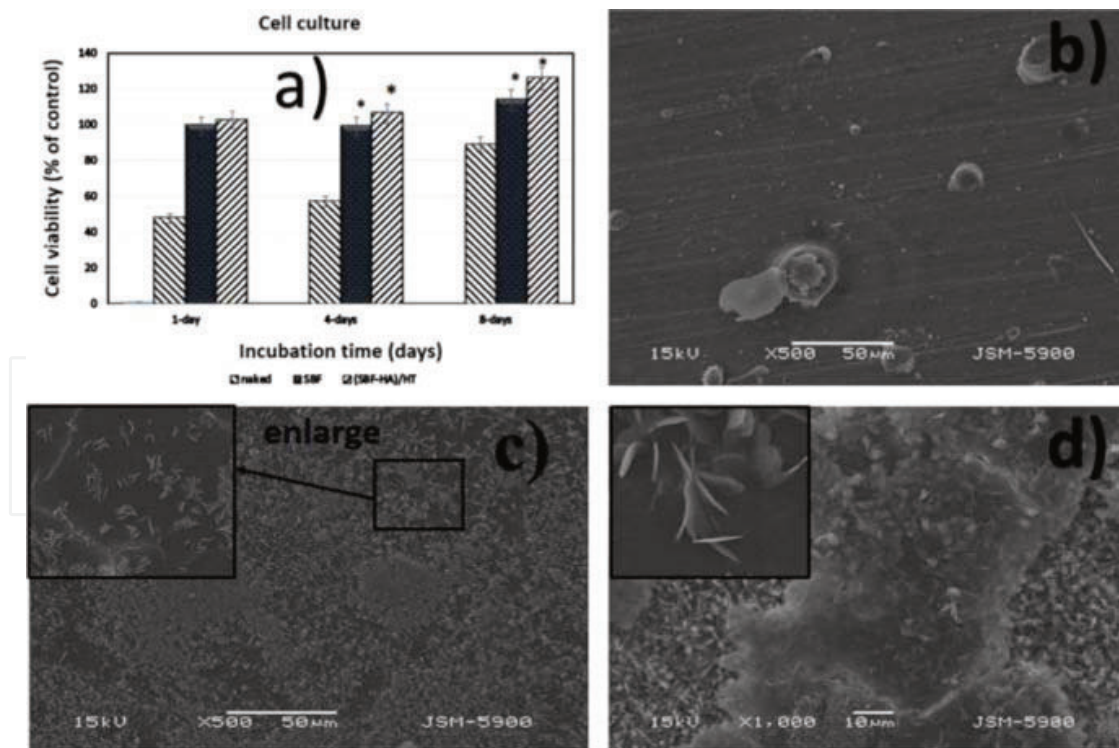 Cell culture
a)
Cell viability (% of control)
140
120
100
80
60
40
20
0
* * * *
1-day 4-days 8-days
Incubation time (days)
naked SBF (SBF-HA)/HT
b)
15kV X500 50µm JSM-5900
enlarge
c)
15kV X500 50µm JSM-5900
d)
15kV X1,000 10µm JSM-5900